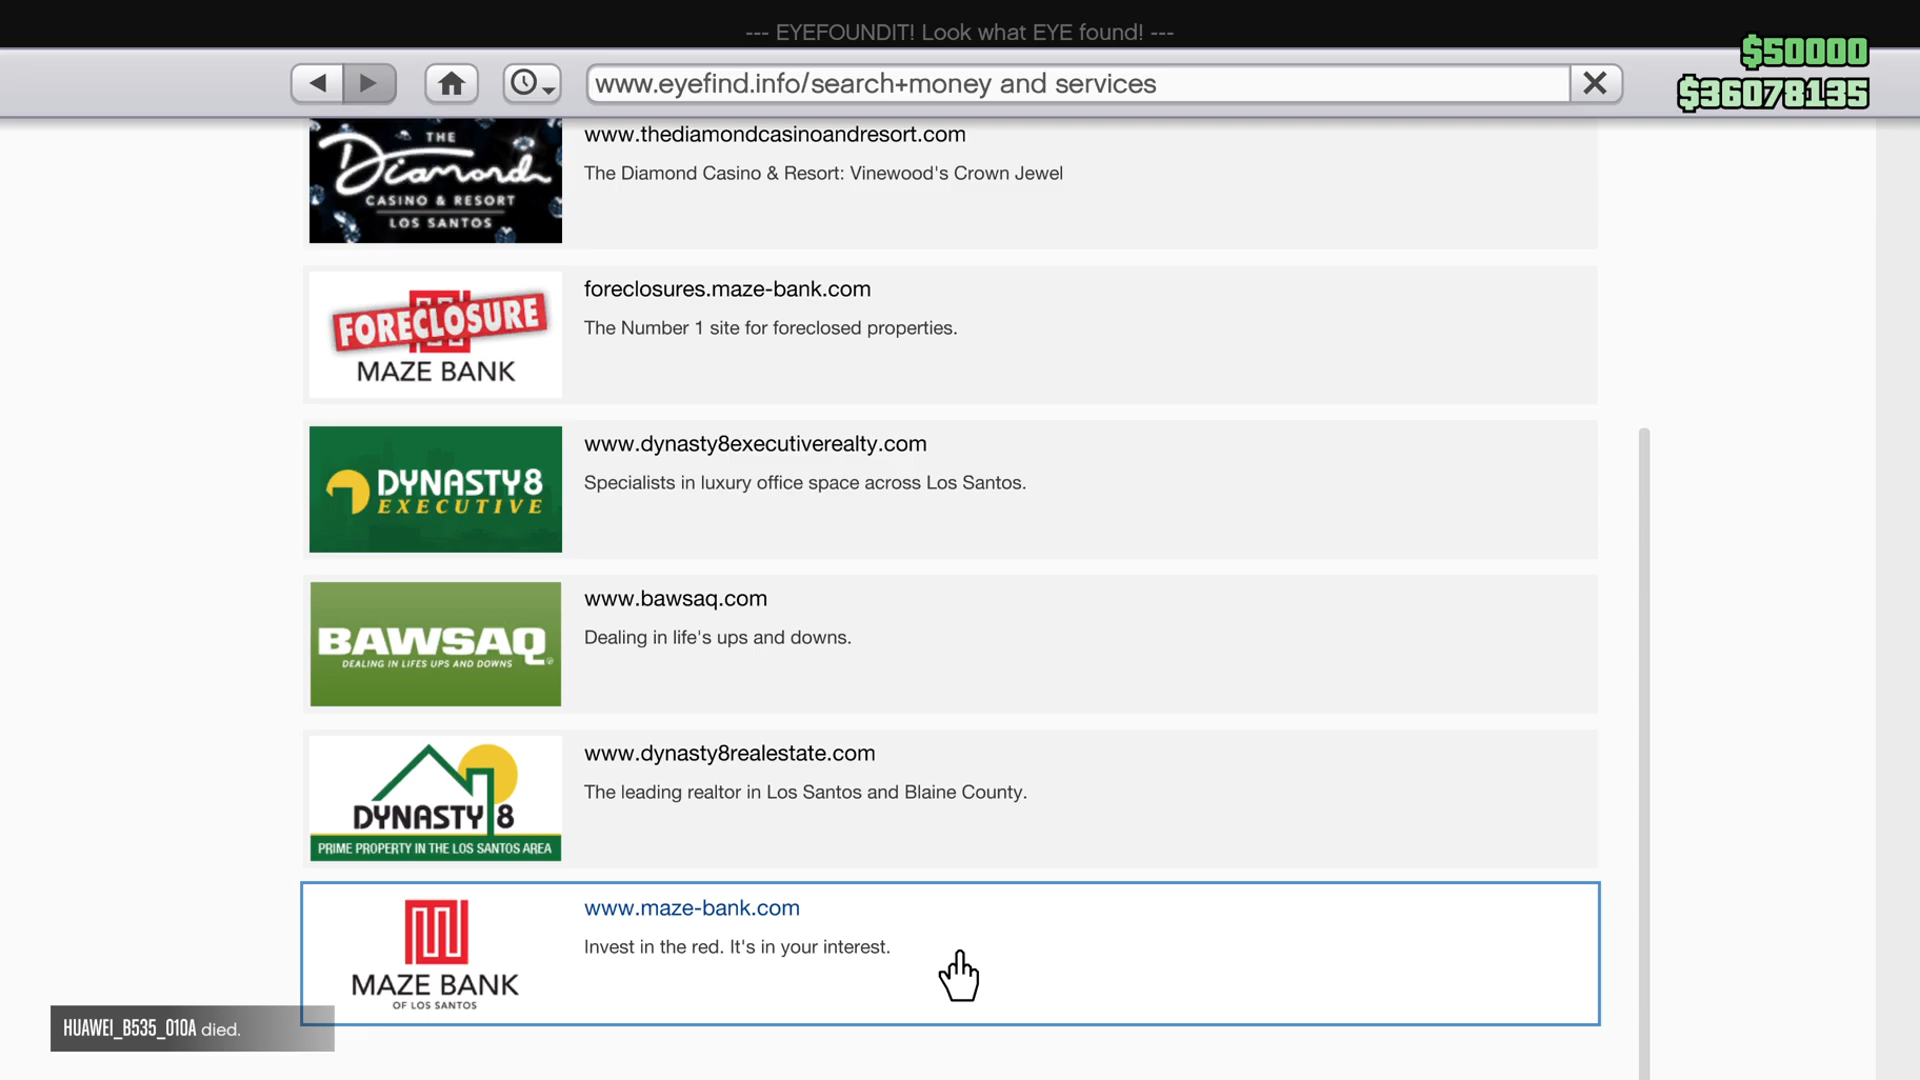 --- EYEFOUNDIT! Look what EYE found! ---
$50000
www.eyefind.info/search+money and services
$36078135
THE
Diamond
CASINO & RESORT
LOS SANTOS
www.thediamondcasinoandresort.com
The Diamond Casino & Resort: Vinewood's Crown Jewel
FORECLOSURE
MAZE BANK
foreclosures.maze-bank.com
The Number 1 site for foreclosed properties.
DYNASTY 8
EXECUTIVE
www.dynasty8executiverealty.com
Specialists in luxury office space across Los Santos.
BAWSAQ
DEALING IN LIFES UPS AND DOWNS
www.bawsaq.com
Dealing in life's ups and downs.
DYNASTY 8
PRIME PROPERTY IN THE LOS SANTOS AREA
www.dynasty8realestate.com
The leading realtor in Los Santos and Blaine County.
MAZE BANK
OF LOS SANTOS
www.maze-bank.com
Invest in the red. It's in your interest.
HUAWEI_B535_010A died.